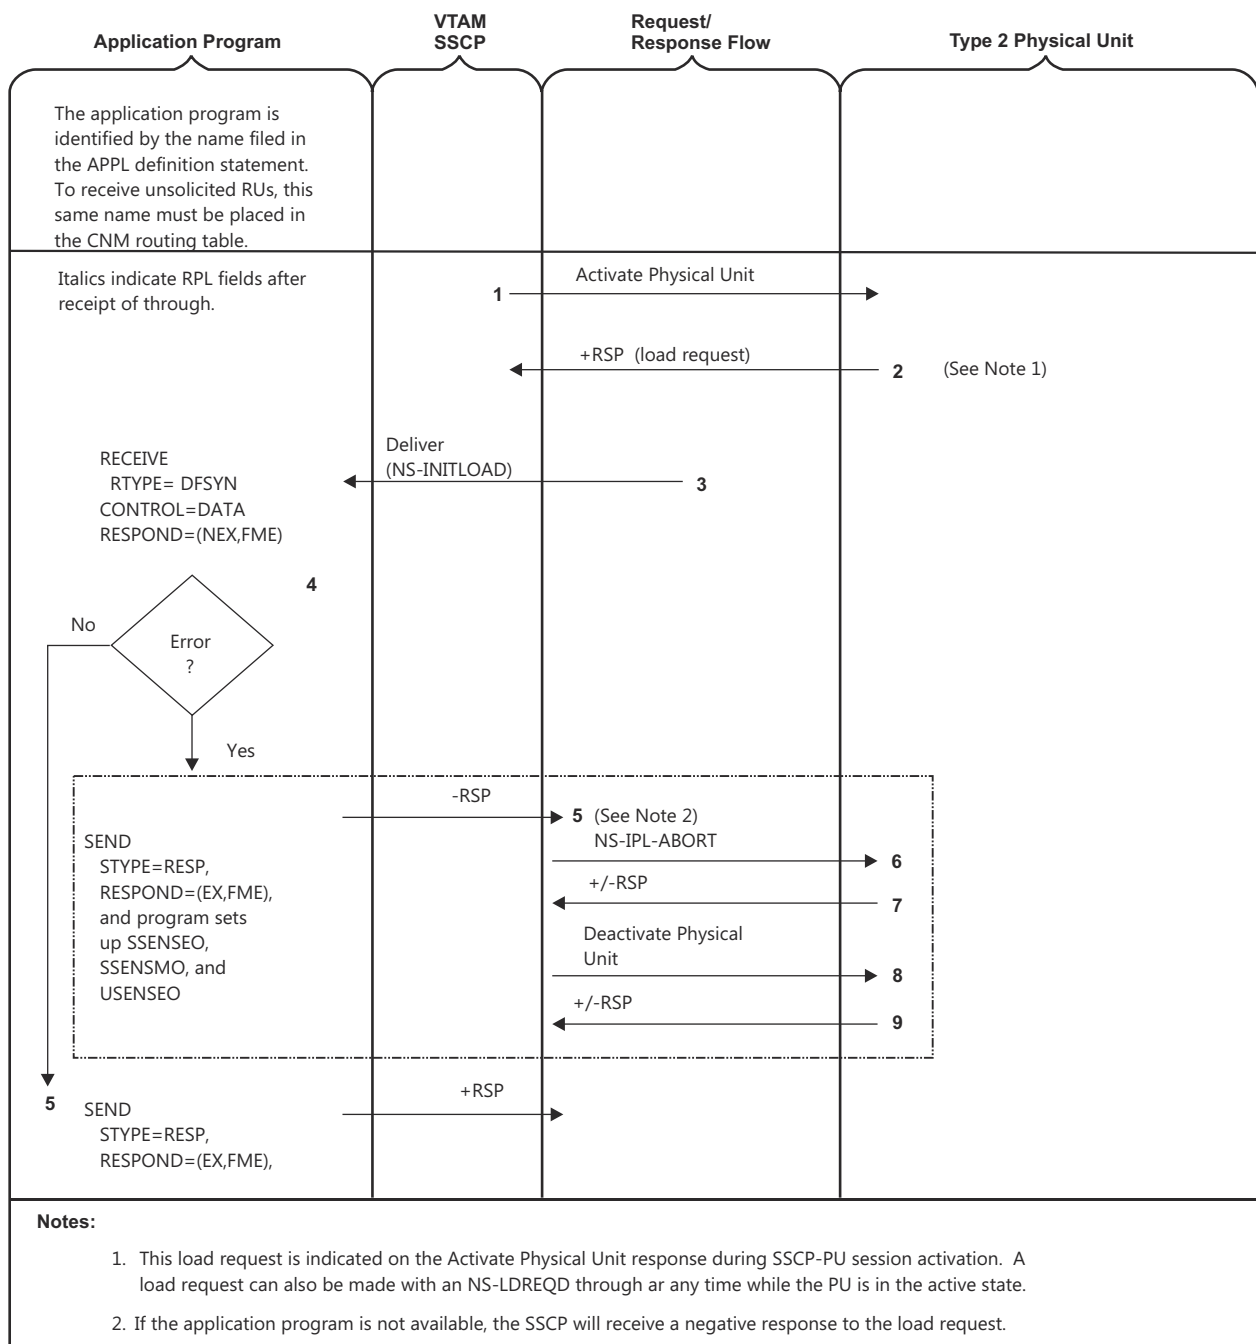 Application Program
VTAM
SSCP
Request/
Response Flow
Type 2 Physical Unit
The application program is
identified by the name filed in
the APPL definition statement.
To receive unsolicited RUs, this
same name must be placed in
the CNM routing table.
Italics indicate RPL fields after
receipt of through.
Activate Physical Unit
1
+RSP (load request)
2 (See Note 1)
Deliver
(NS-INITLOAD)
3
RECEIVE
RTYPE= DFSYN
CONTROL=DATA
RESPOND=(NEX,FME)
4
No
Error
?
Yes
-RSP
5 (See Note 2)
NS-IPL-ABORT
6
SEND
STYPE=RESP,
RESPOND=(EX,FME),
and program sets
up SSENSEO,
SSENSMO, and
USENSEO
+/-RSP
7
Deactivate Physical
Unit
8
+/-RSP
9
5
SEND
STYPE=RESP,
RESPOND=(EX,FME),
+RSP
Notes:
1. This load request is indicated on the Activate Physical Unit response during SSCP-PU session activation. A
load request can also be made with an NS-LDREQD through ar any time while the PU is in the active state.
2. If the application program is not available, the SSCP will receive a negative response to the load request.